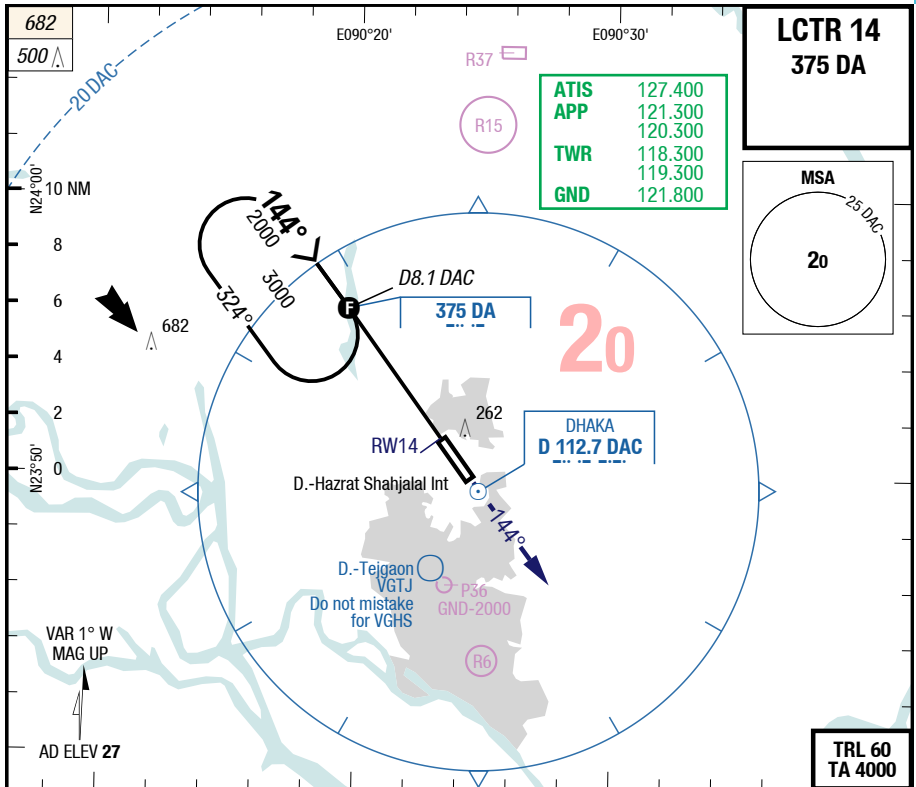 682
500
20 DAC
E090°20'
E090°30'
R37
R15
ATIS 127.400
APP 121.300
120.300
TWR 118.300
119.300
GND 121.800
LCTR 14
375 DA
MSA
25 DAC
20
N24°00'
10 NM
8
6
4
2
0
N23°50'
144°
2000
3000
324°
F
D8.1 DAC
375 DA
682
20
262
RW14
DHAKA
D 112.7 DAC
D.-Hazrat Shahjalal Int
144°
D.-Tejgaon
VGTJ
Do not mistake
for VGHS
P36
GND-2000
R6
VAR 1° W
MAG UP
AD ELEV 27
TRL 60
TA 4000